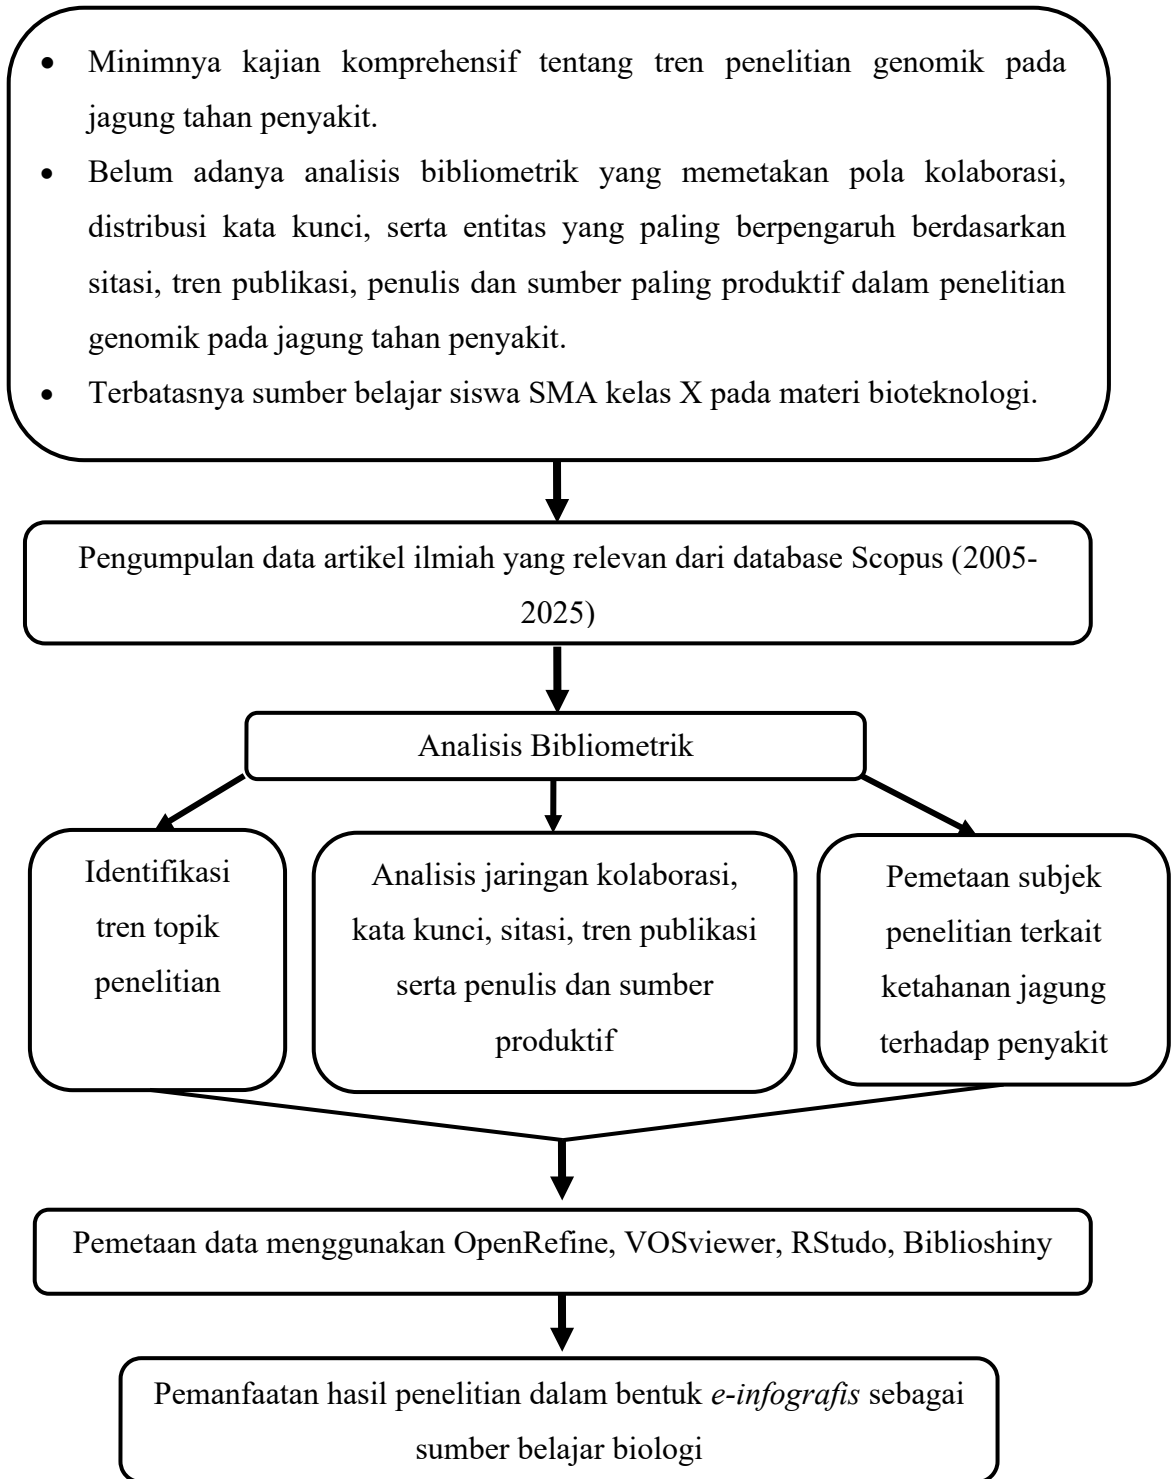 • Minimnya kajian komprehensif tentang tren penelitian genomik pada
jagung tahan penyakit.
• Belum adanya analisis bibliometrik yang memetakan pola kolaborasi,
distribusi kata kunci, serta entitas yang paling berpengaruh berdasarkan
sitasi, tren publikasi, penulis dan sumber paling produktif dalam penelitian
genomik pada jagung tahan penyakit.
• Terbatasnya sumber belajar siswa SMA kelas X pada materi bioteknologi.
Pengumpulan data artikel ilmiah yang relevan dari database Scopus (2005-
2025)
Analisis Bibliometrik
Identifikasi
tren topik
penelitian
Analisis jaringan kolaborasi,
kata kunci, sitasi, tren publikasi
serta penulis dan sumber
produktif
Pemetaan subjek
penelitian terkait
ketahanan jagung
terhadap penyakit
Pemetaan data menggunakan OpenRefine, VOSviewer, RStudo, Biblioshiny
Pemanfaatan hasil penelitian dalam bentuk e-infografis sebagai
sumber belajar biologi